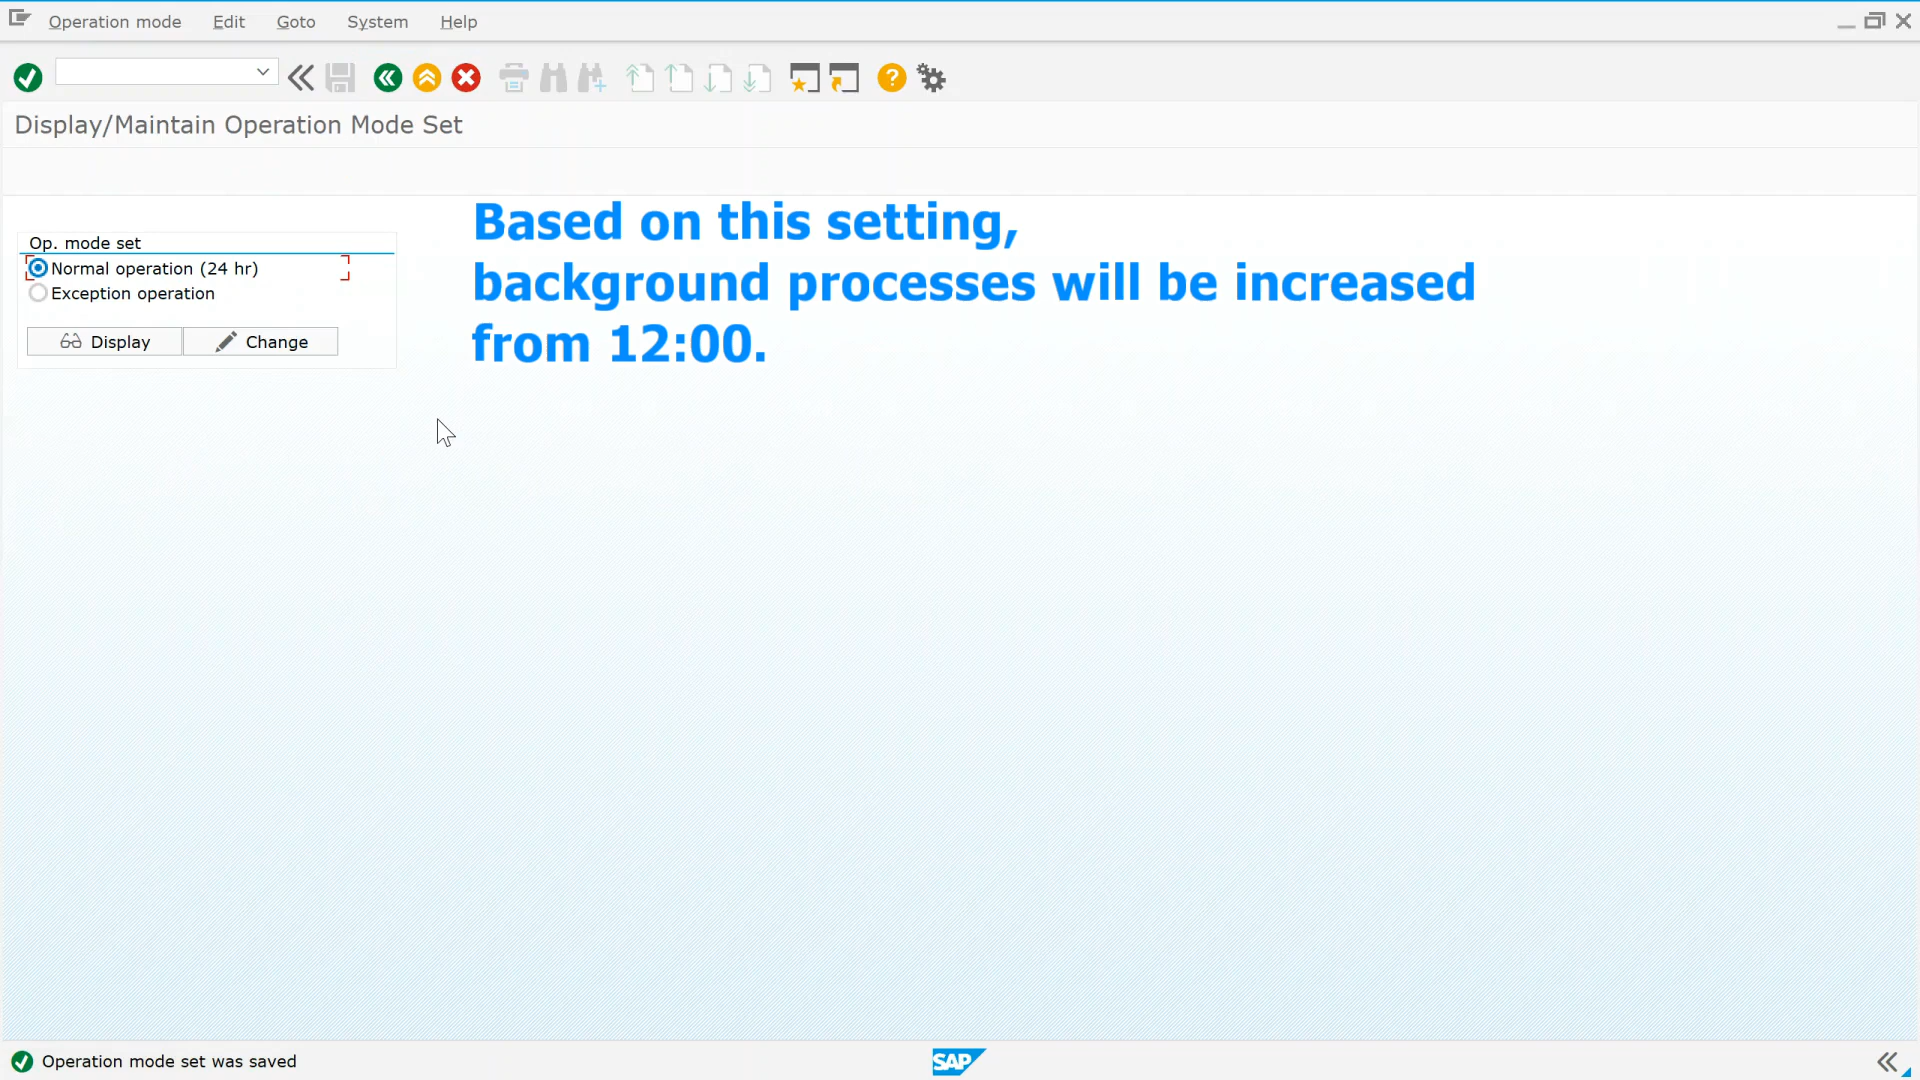 Operation mode Edit Goto System Help
Display/Maintain Operation Mode Set
Op. mode set
Normal operation (24 hr)
Exception operation
Display Change
Based on this setting,
background processes will be increased
from 12:00.
Operation mode set was saved
SAP